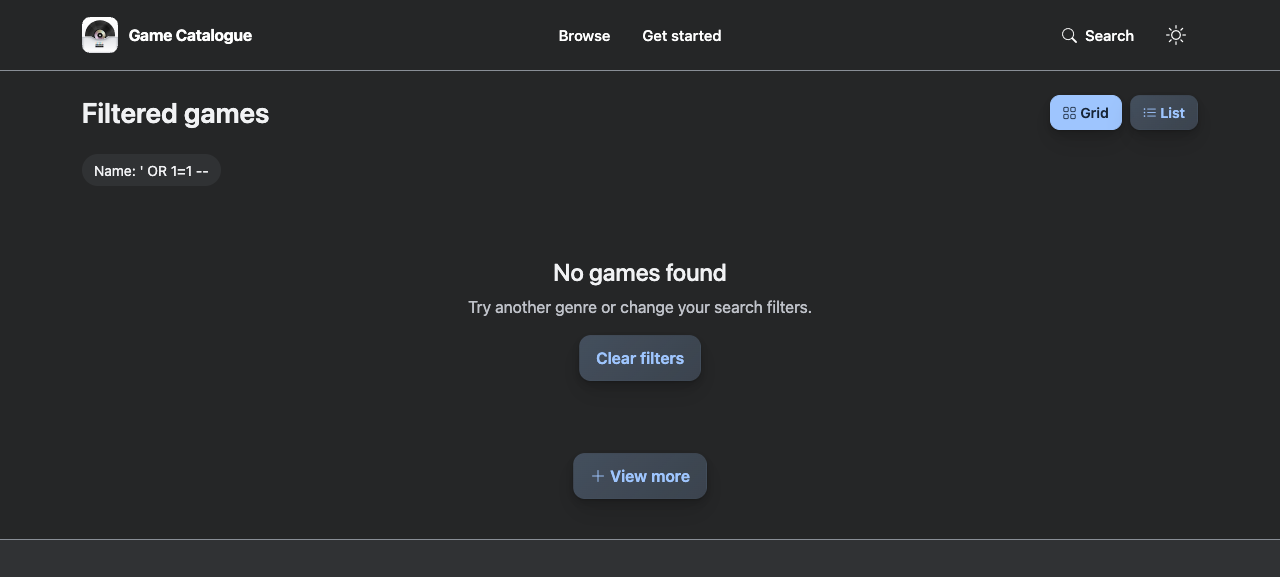 Game Catalogue
Browse
Get started
Search
Filtered games
Grid
List
Name: ' OR 1=1 --
No games found
Try another genre or change your search filters.
Clear filters
+ View more